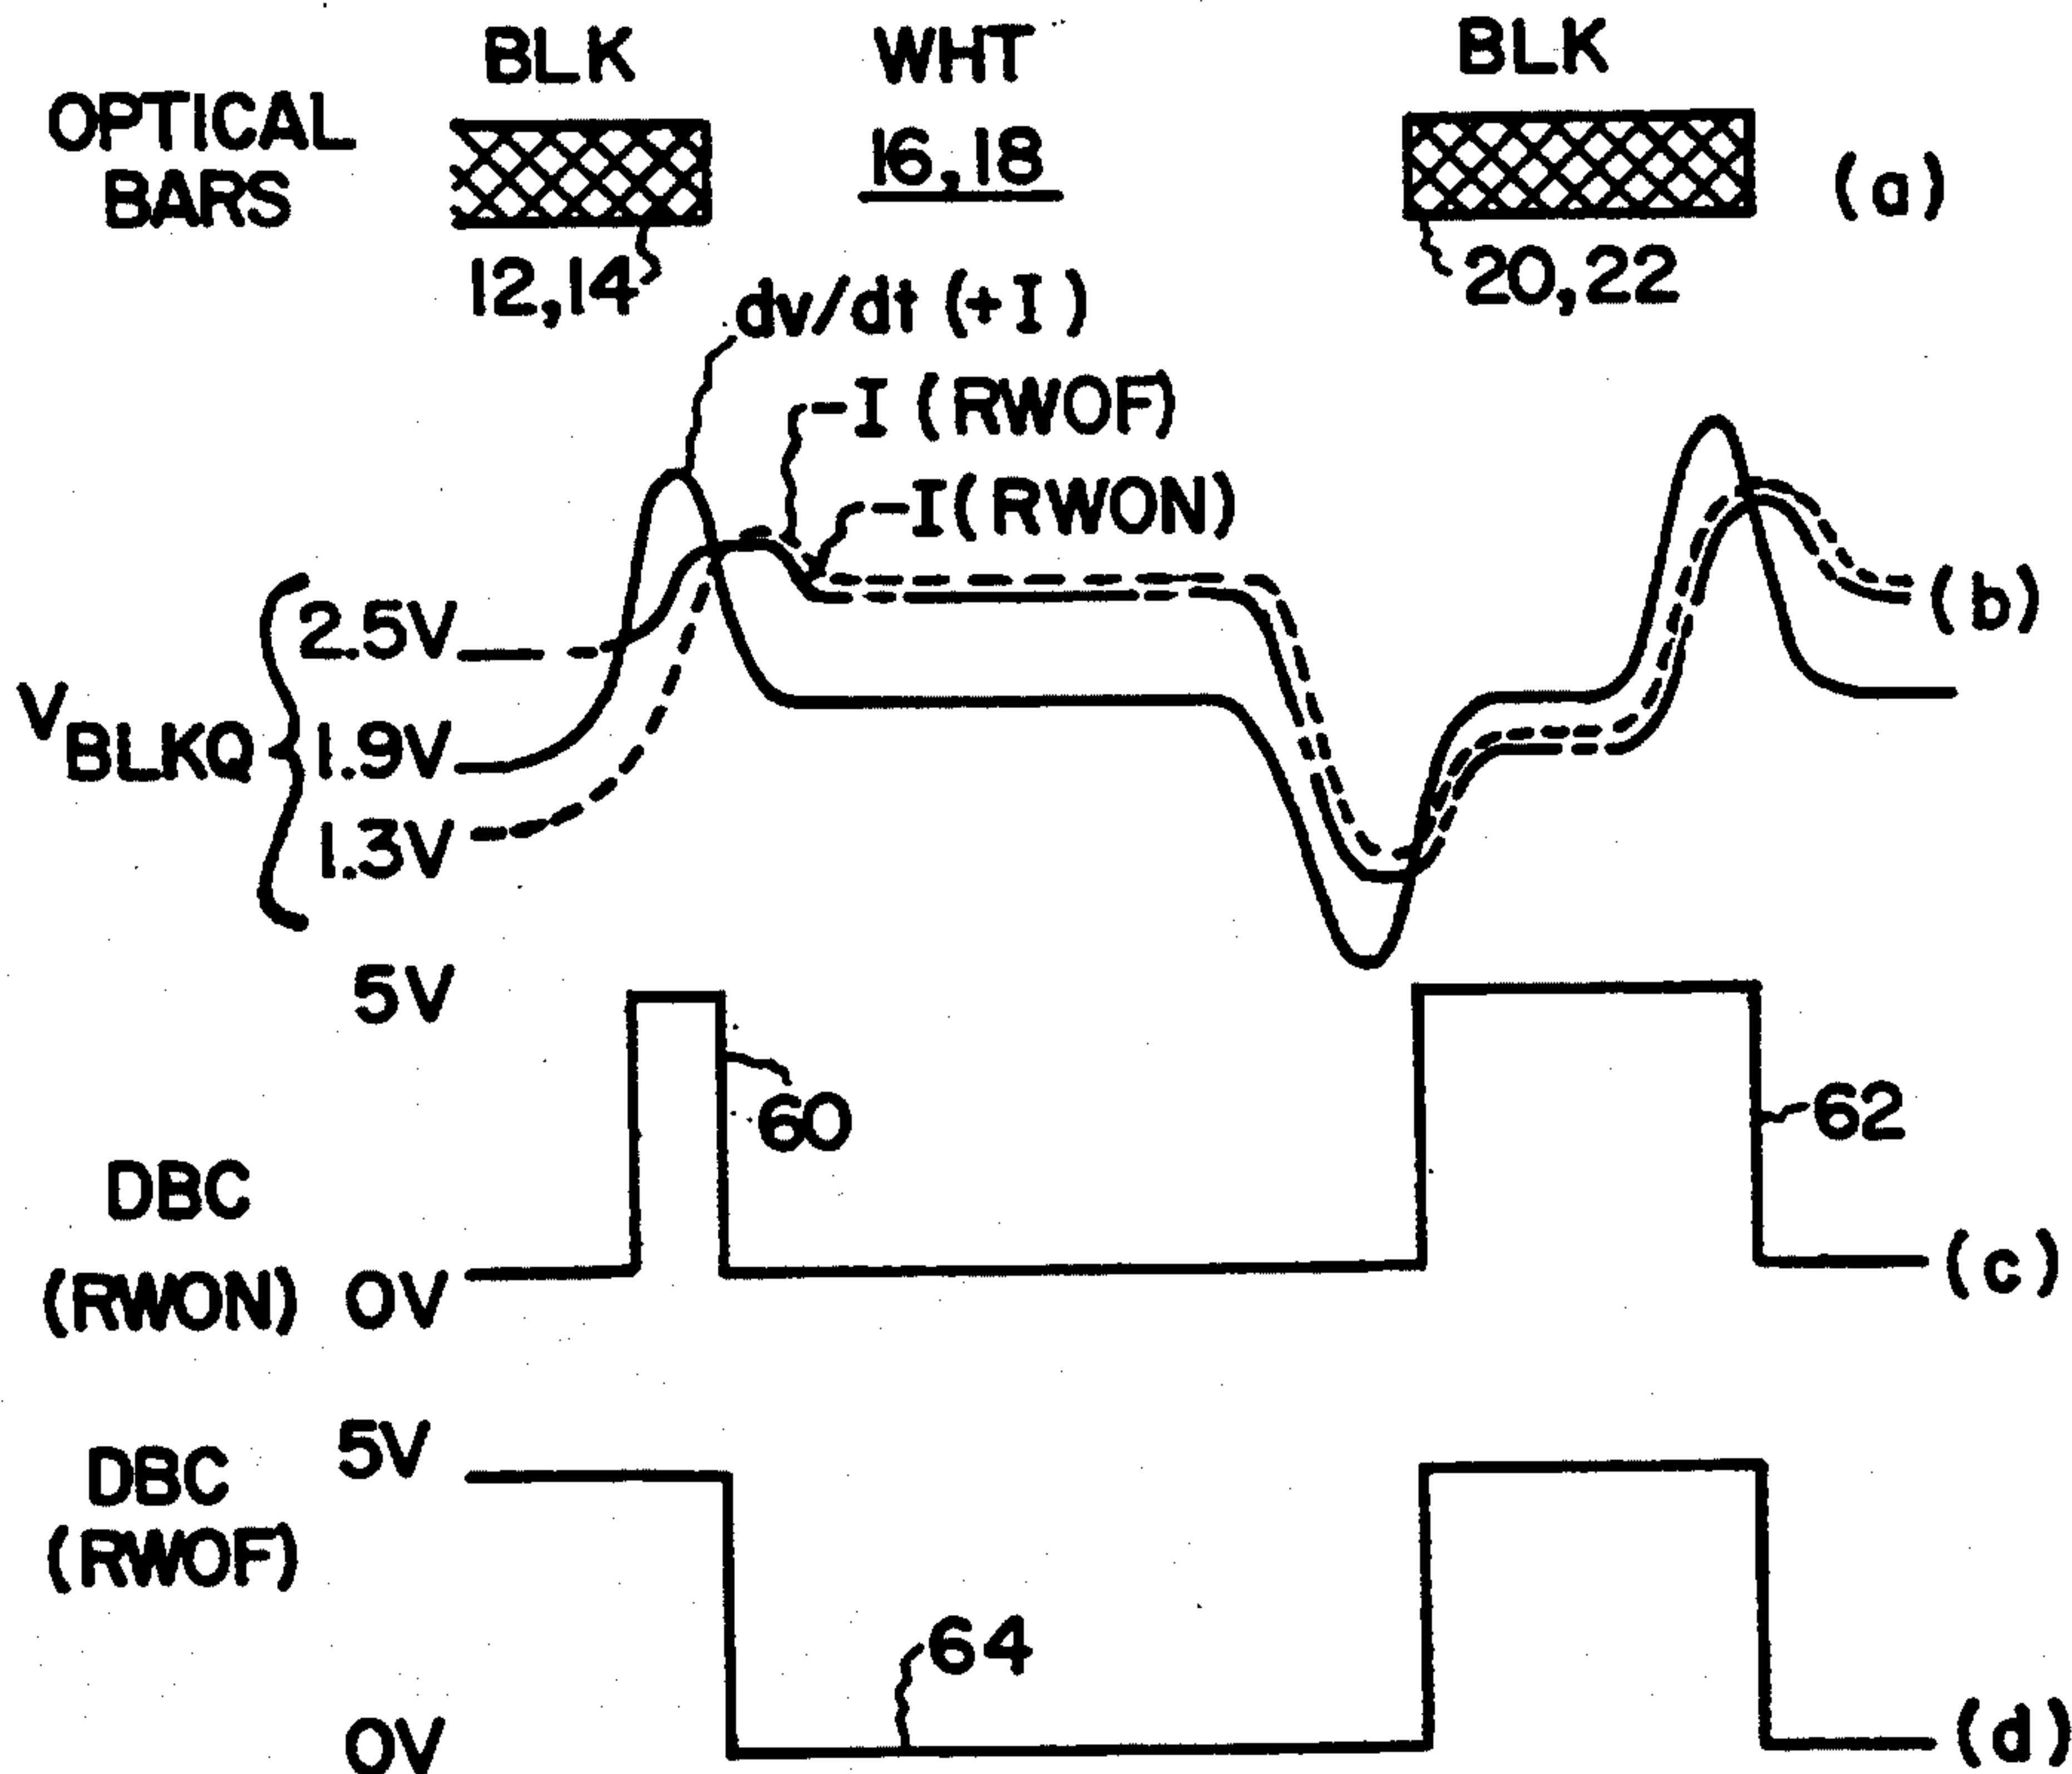 BLK
WHT
BLK
OPTICAL
BARS
16,18
(a)
12,14
20,22
dv/dt (+I)
-I (RWOF)
-I (RWON)
2.5V
(b)
VBLKQ
1.9V
1.3V
5V
60
62
DBC
(RWON)
0V
(c)
5V
DBC
(RWOF)
64
0V
(d)